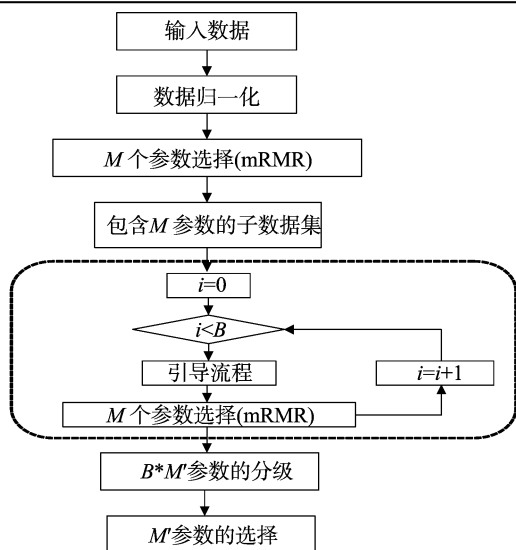 输入数据
数据归一化
M 个参数选择(mRMR)
包含M 参数的子数据集
i=0
i<B
引导流程
i=i+1
M 个参数选择(mRMR)
B*M'参数的分级
M'参数的选择